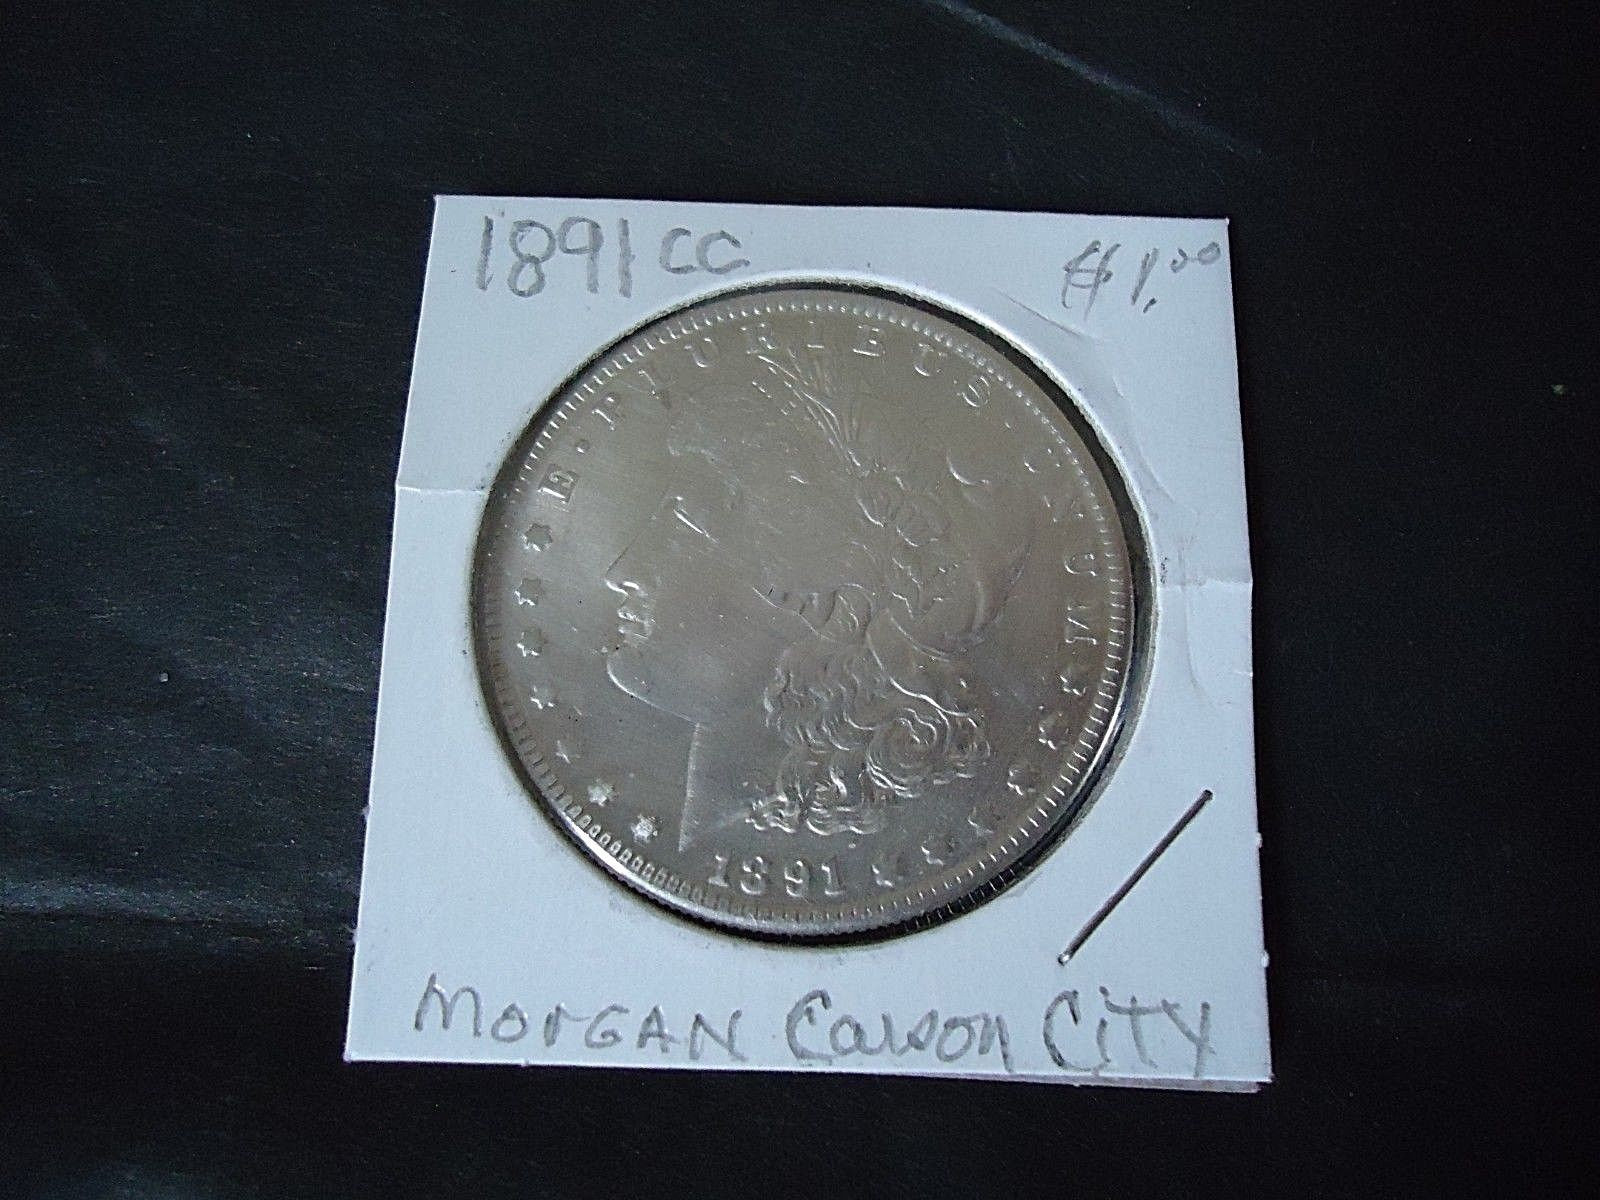 1891 CC
$1.00
E·PLURIBUS·UNUM
1891
MORGAN Carson City